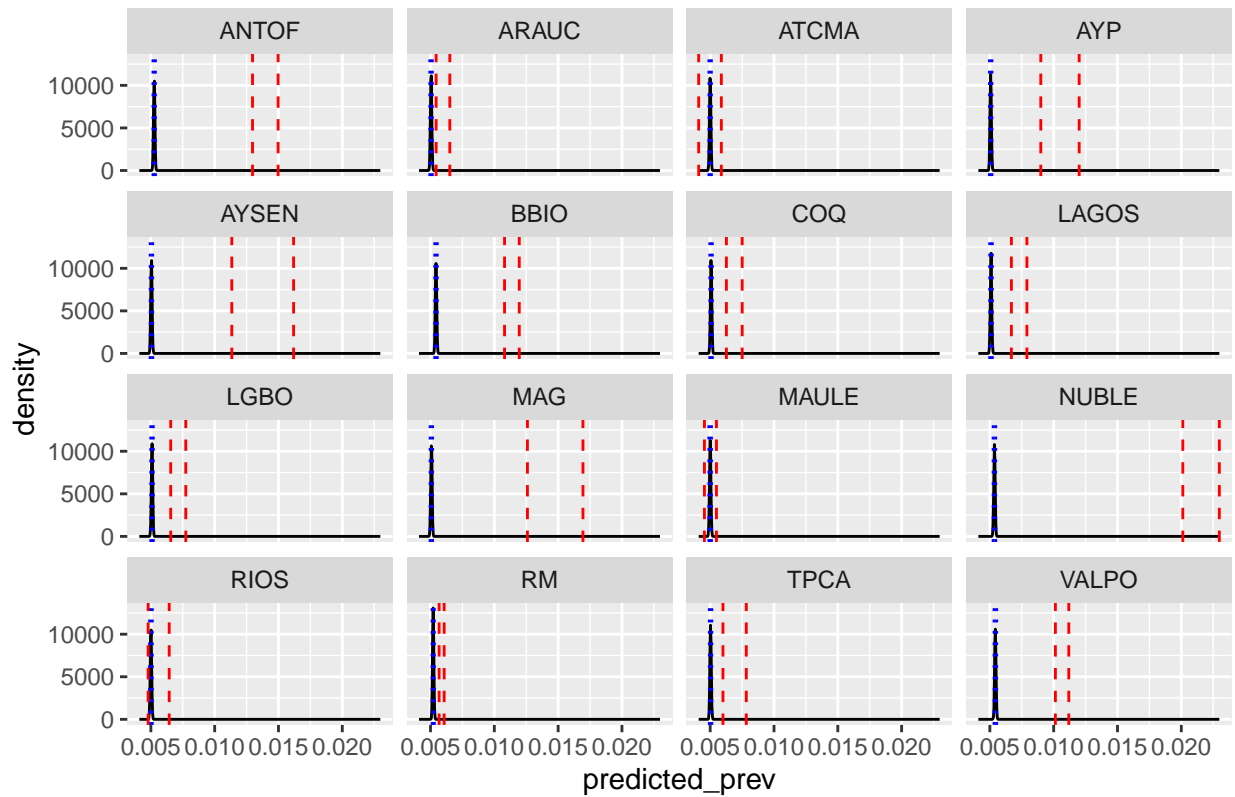 ANTOF ARAUC ATCMA AYP
10000
5000
0
AYSEN BBIO COQ LAGOS
10000
5000
0
density
LGBO MAG MAULE NUBLE
10000
5000
0
RIOS RM TPCA VALPO
10000
5000
0
0.005 0.010 0.015 0.020 0.005 0.010 0.015 0.020 0.005 0.010 0.015 0.020 0.005 0.010 0.015 0.020
predicted_prev